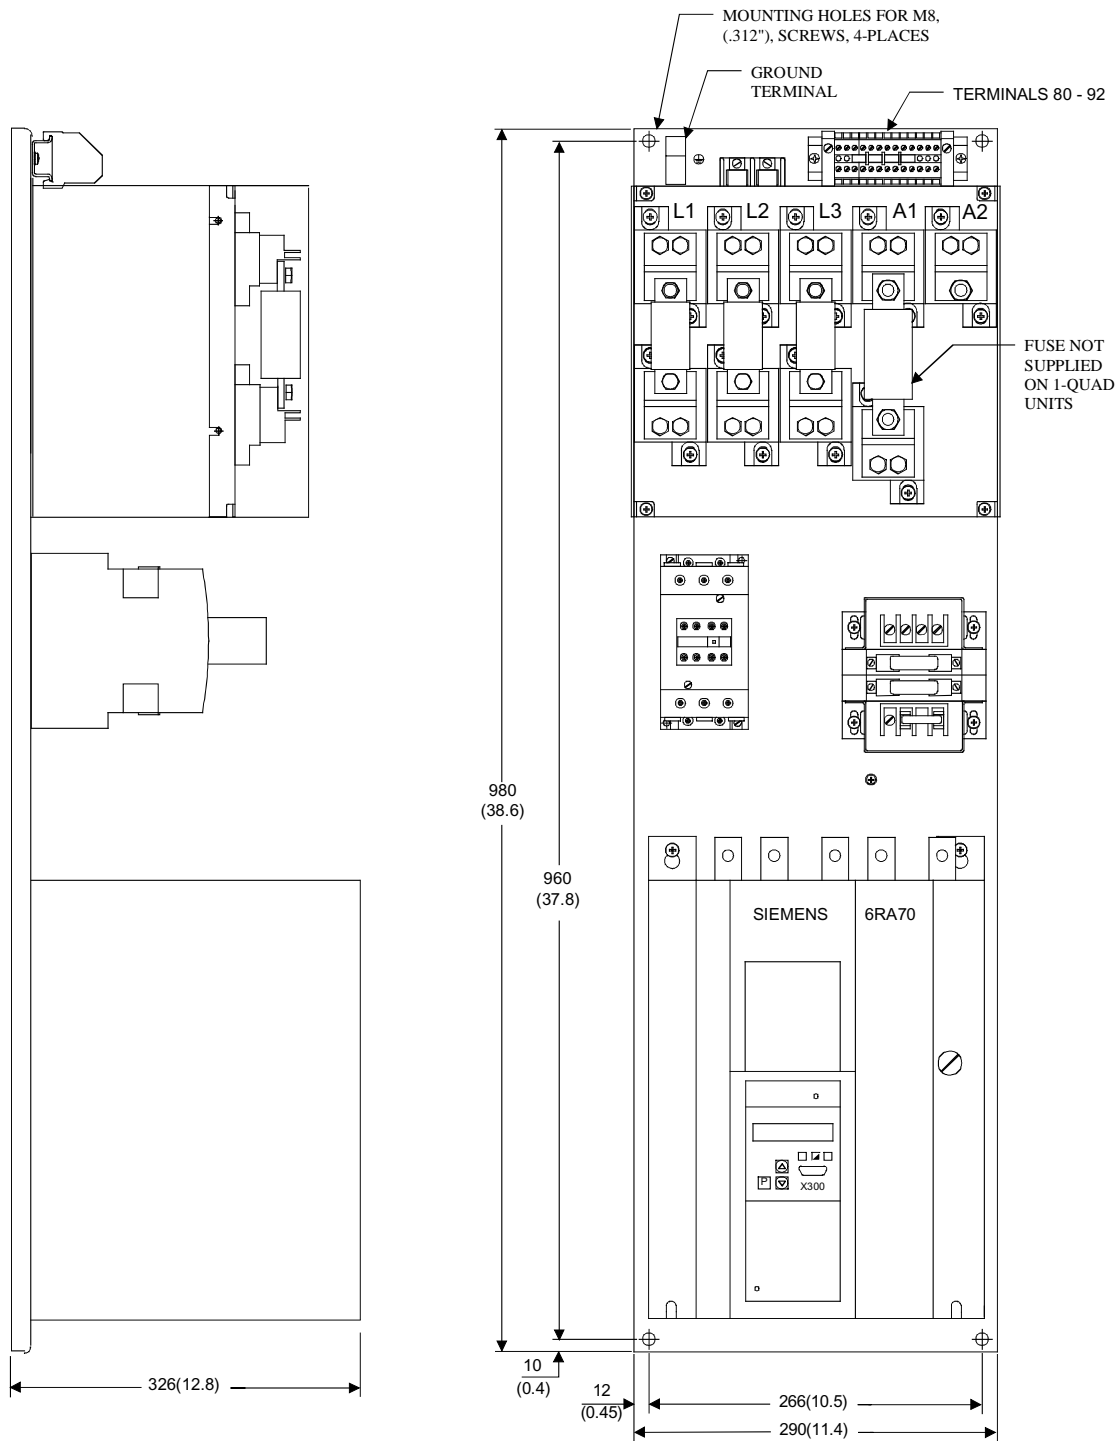 MOUNTING HOLES FOR M8,
(.312"), SCREWS, 4-PLACES
GROUND
TERMINAL
TERMINALS 80 - 92
L1 L2 L3 A1 A2
FUSE NOT
SUPPLIED
ON 1-QUAD
UNITS
980
(38.6)
960
(37.8)
SIEMENS 6RA70
P
X300
326(12.8)
10
(0.4)
12
(0.45)
266(10.5)
290(11.4)